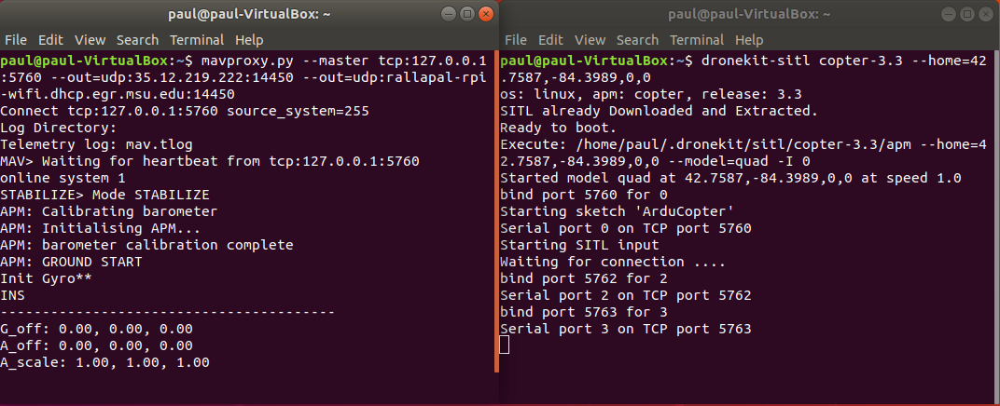 paul@paul-VirtualBox: ~
File Edit View Search Terminal Help
paul@paul-VirtualBox:~$ mavproxy.py --master tcp:127.0.0.1
:5760 --out=udp:35.12.219.222:14450 --out=udp:rallapal-rpi
-wifi.dhcp.egr.msu.edu:14450
Connect tcp:127.0.0.1:5760 source_system=255
Log Directory:
Telemetry log: mav.tlog
MAV> Waiting for heartbeat from tcp:127.0.0.1:5760
online system 1
STABILIZE> Mode STABILIZE
APM: Calibrating barometer
APM: Initialising APM...
APM: barometer calibration complete
APM: GROUND START
Init Gyro**
INS
----------------------------------------
G_off: 0.00, 0.00, 0.00
A_off: 0.00, 0.00, 0.00
A_scale: 1.00, 1.00, 1.00
paul@paul-VirtualBox: ~
File Edit View Search Terminal Help
paul@paul-VirtualBox:~$ dronekit-sitl copter-3.3 --home=42
.7587,-84.3989,0,0
os: linux, apm: copter, release: 3.3
SITL already Downloaded and Extracted.
Ready to boot.
Execute: /home/paul/.dronekit/sitl/copter-3.3/apm --home=4
2.7587,-84.3989,0,0 --model=quad -I 0
Started model quad at 42.7587,-84.3989,0,0 at speed 1.0
bind port 5760 for 0
Starting sketch 'ArduCopter'
Serial port 0 on TCP port 5760
Starting SITL input
Waiting for connection ....
bind port 5762 for 2
Serial port 2 on TCP port 5762
bind port 5763 for 3
Serial port 3 on TCP port 5763